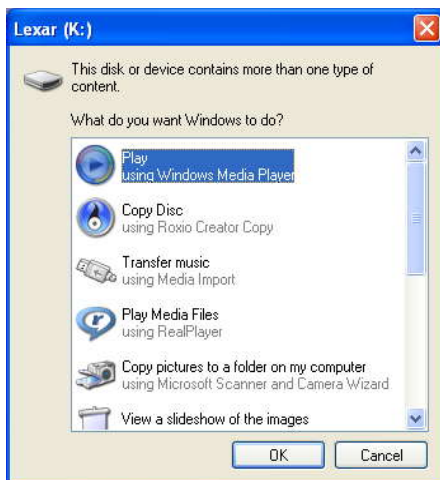 Lexar (K:)
This disk or device contains more than one type of
content.
What do you want Windows to do?
Play
using Windows Media Player
Copy Disc
using Roxio Creator Copy
Transfer music
using Media Import
Play Media Files
using RealPlayer
Copy pictures to a folder on my computer
using Microsoft Scanner and Camera Wizard
View a slideshow of the images
OK
Cancel